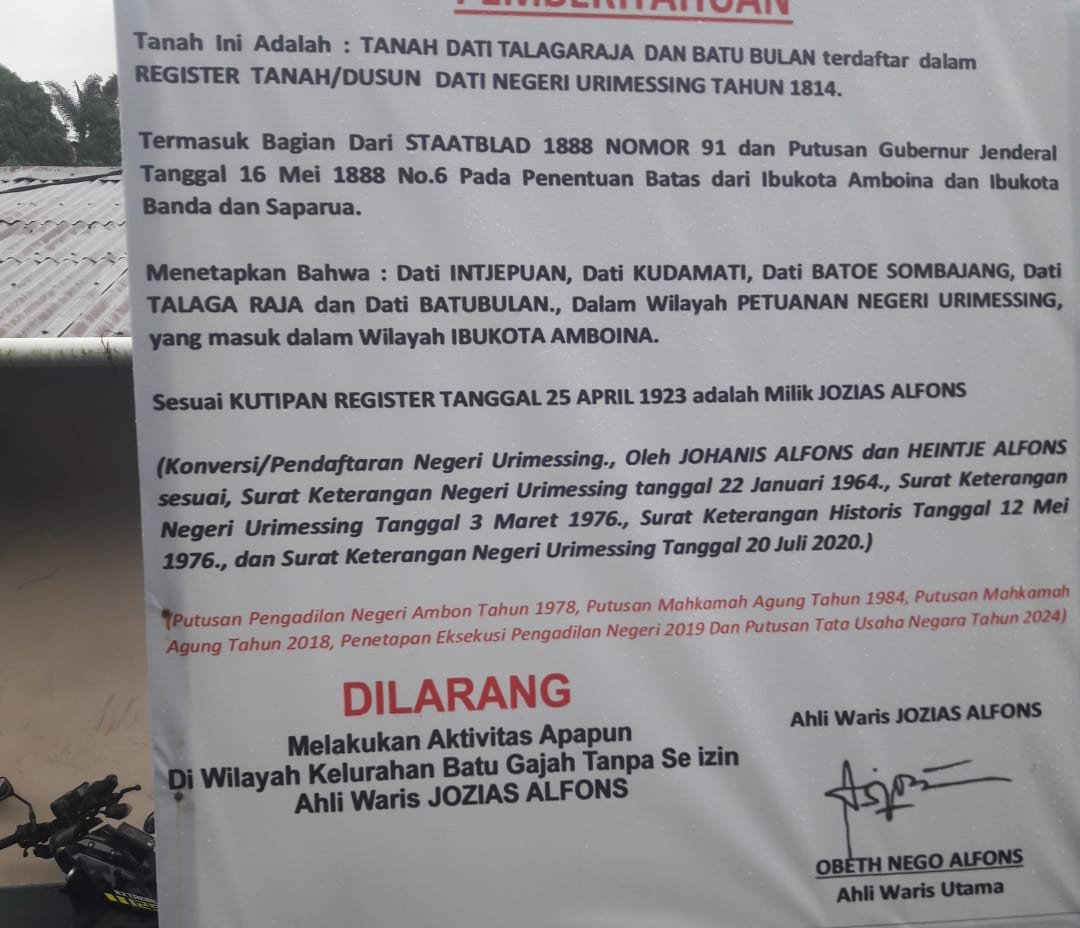 PEMBERITAHUAN
Tanah Ini Adalah : TANAH DATI TALAGARAJA DAN BATU BULAN terdaftar dalam
REGISTER TANAH/DUSUN DATI NEGERI URIMESSING TAHUN 1814.
Termasuk Bagian Dari STAATBLAD 1888 NOMOR 91 dan Putusan Gubernur Jenderal
Tanggal 16 Mei 1888 No.6 Pada Penentuan Batas dari Ibukota Amboina dan Ibukota
Banda dan Saparua.
Menetapkan Bahwa : Dati INTJEPUAN, Dati KUDAMATI, Dati BATOE SOMBAJANG, Dati
TALAGA RAJA dan Dati BATUBULAN., Dalam Wilayah PETUANAN NEGERI URIMESSING,
yang masuk dalam Wilayah IBUKOTA AMBOINA.
Sesuai KUTIPAN REGISTER TANGGAL 25 APRIL 1923 adalah Milik JOZIAS ALFONS
(Konversi/Pendaftaran Negeri Urimessing., Oleh JOHANIS ALFONS dan HEINTJE ALFONS
sesuai, Surat Keterangan Negeri Urimessing tanggal 22 Januari 1964., Surat Keterangan
Negeri Urimessing Tanggal 3 Maret 1976., Surat Keterangan Historis Tanggal 12 Mei
1976., dan Surat Keterangan Negeri Urimessing Tanggal 20 Juli 2020.)
(Putusan Pengadilan Negeri Ambon Tahun 1978, Putusan Mahkamah Agung Tahun 1984, Putusan Mahkamah
Agung Tahun 2018, Penetapan Eksekusi Pengadilan Negeri 2019 Dan Putusan Tata Usaha Negara Tahun 2024)
DILARANG
Melakukan Aktivitas Apapun
Di Wilayah Kelurahan Batu Gajah Tanpa Se izin
Ahli Waris JOZIAS ALFONS
Ahli Waris JOZIAS ALFONS
OBETH NEGO ALFONS
Ahli Waris Utama